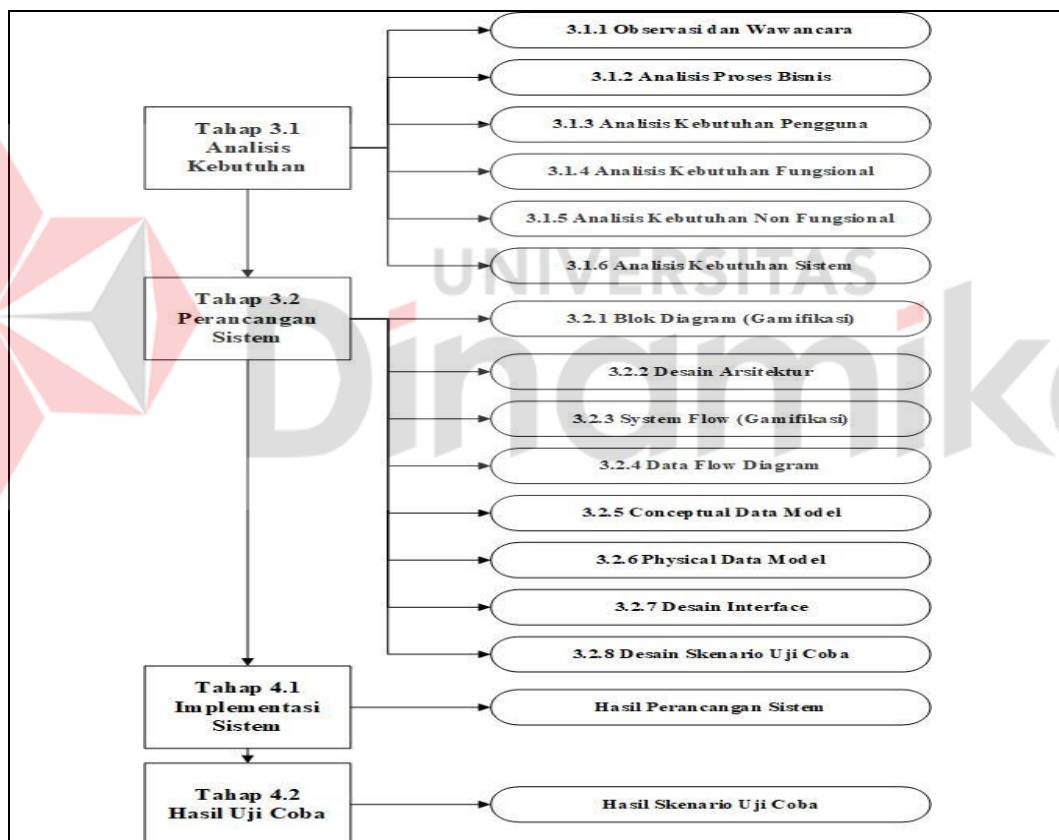 3.1.1 Observasi dan Wawancara
3.1.2 Analisis Proses Bisnis
Tahap 3.1
Analisis
Kebutuhan
3.1.3 Analisis Kebutuhan Pengguna
3.1.4 Analisis Kebutuhan Fungsional
3.1.5 Analisis Kebutuhan Non Fungsional
3.1.6 Analisis Kebutuhan Sistem
UNIVERSITAS
Dinamika
Tahap 3.2
Perancangan
Sistem
3.2.1 Blok Diagram (Gamifikasi)
3.2.2 Desain Arsitektur
3.2.3 System Flow (Gamifikasi)
3.2.4 Data Flow Diagram
3.2.5 Conceptual Data Model
3.2.6 Physical Data Model
3.2.7 Desain Interface
3.2.8 Desain Skenario Uji Coba
Tahap 4.1
Implementasi
Sistem
Hasil Perancangan Sistem
Tahap 4.2
Hasil Uji Coba
Hasil Skenario Uji Coba